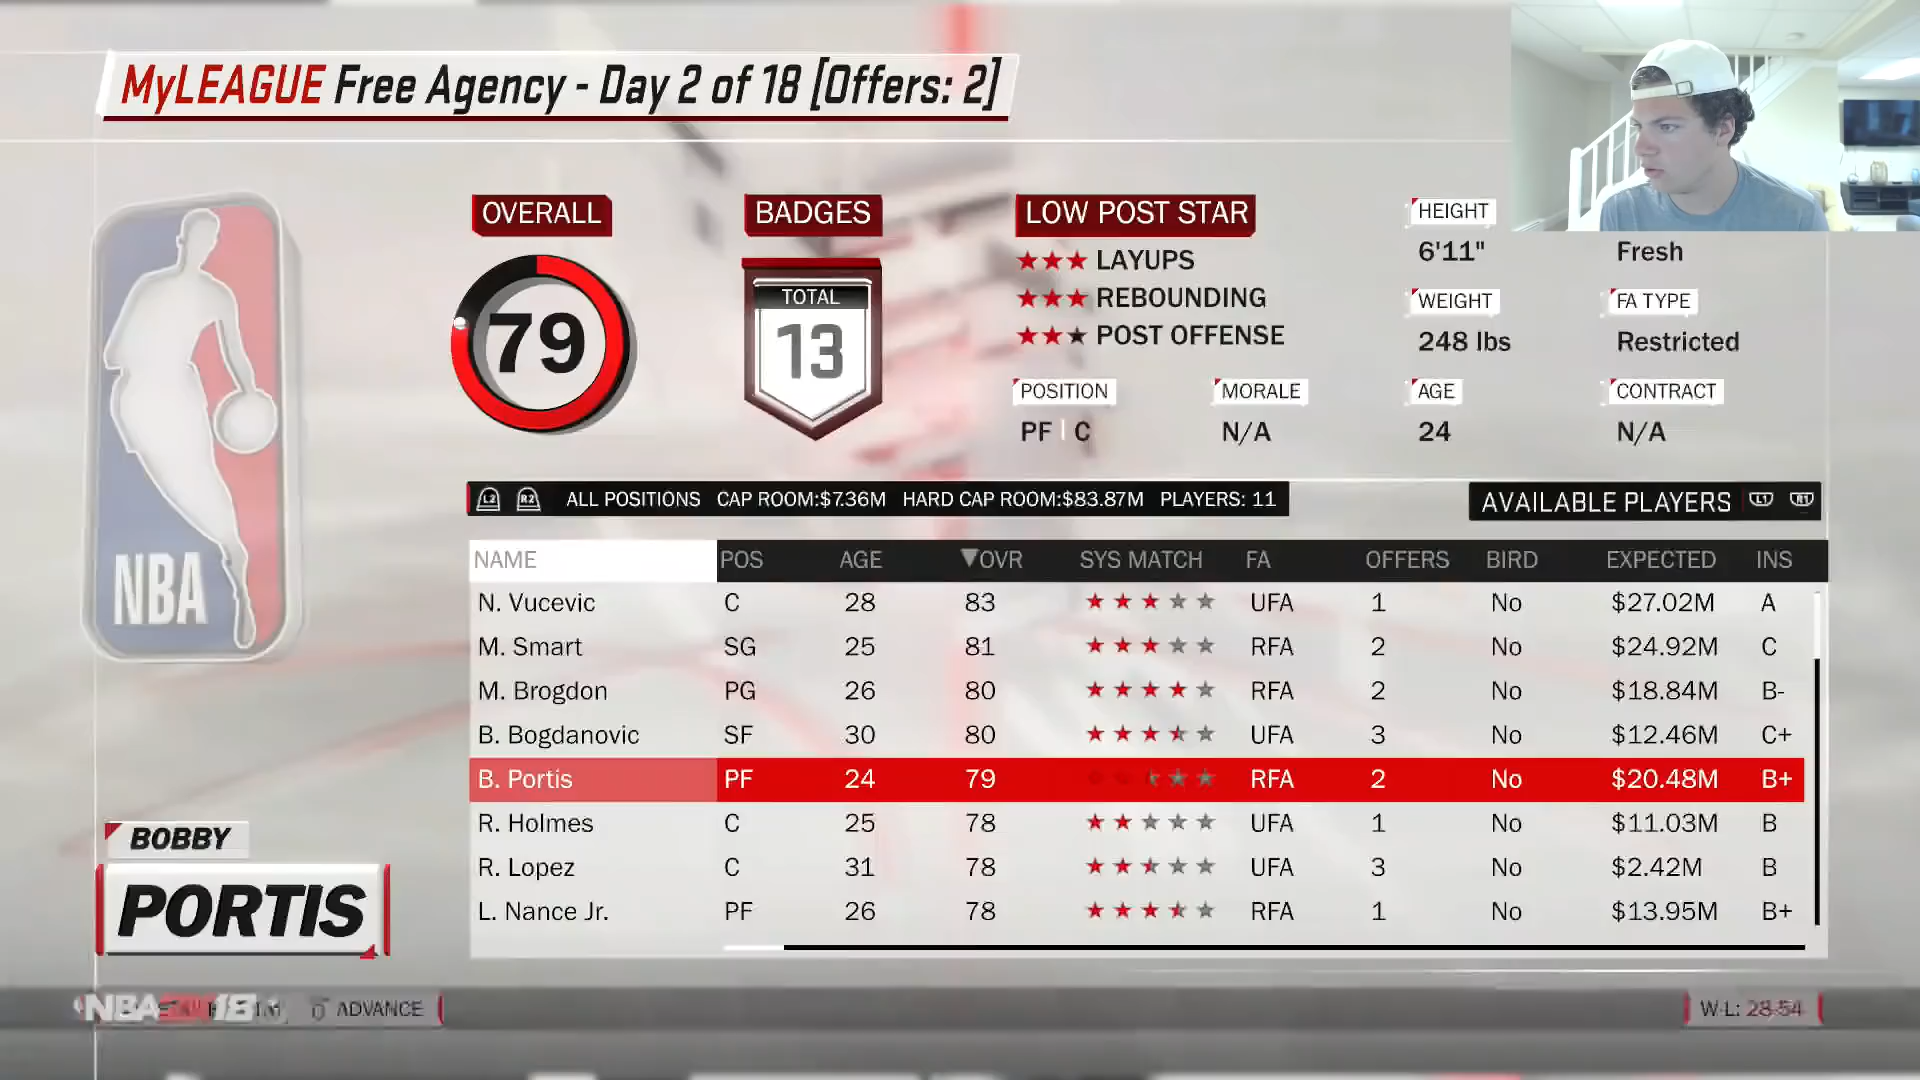 MyLEAGUE Free Agency - Day 2 of 18 [Offers: 2]
OVERALL
79
BADGES
TOTAL
13
LOW POST STAR
LAYUPS
REBOUNDING
POST OFFENSE
POSITION
PF | C
MORALE
N/A
HEIGHT
6'11"
Fresh
WEIGHT
248 lbs
FA TYPE
Restricted
AGE
24
CONTRACT
N/A
NBA
L2 R2 ALL POSITIONS CAP ROOM:$7.36M HARD CAP ROOM:$83.87M PLAYERS: 11
AVAILABLE PLAYERS L1 R1
NAME POS AGE OVR SYS MATCH FA OFFERS BIRD EXPECTED INS
N. Vucevic C 28 83 UFA 1 No $27.02M A
M. Smart SG 25 81 RFA 2 No $24.92M C
M. Brogdon PG 26 80 RFA 2 No $18.84M B-
B. Bogdanovic SF 30 80 UFA 3 No $12.46M C+
B. Portis PF 24 79 RFA 2 No $20.48M B+
R. Holmes C 25 78 UFA 1 No $11.03M B
R. Lopez C 31 78 UFA 3 No $2.42M B
L. Nance Jr. PF 26 78 RFA 1 No $13.95M B+
BOBBY
PORTIS
NBA 2K18
ADVANCE
W-L: 28-54